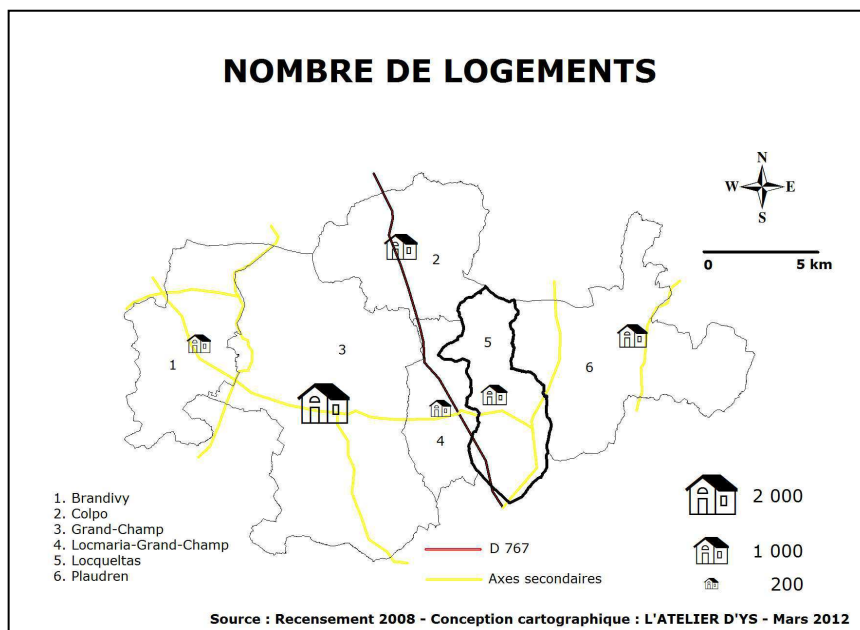 NOMBRE DE LOGEMENTS
N
W E
S
0 5 km
2
5
3
6
1
4
1. Brandivy
2. Colpo
3. Grand-Champ
4. Locmaria-Grand-Champ
5. Locqueltas
6. Plaudren
D 767
Axes secondaires
2 000
1 000
200
Source : Recensement 2008 - Conception cartographique : L'ATELIER D'YS - Mars 2012